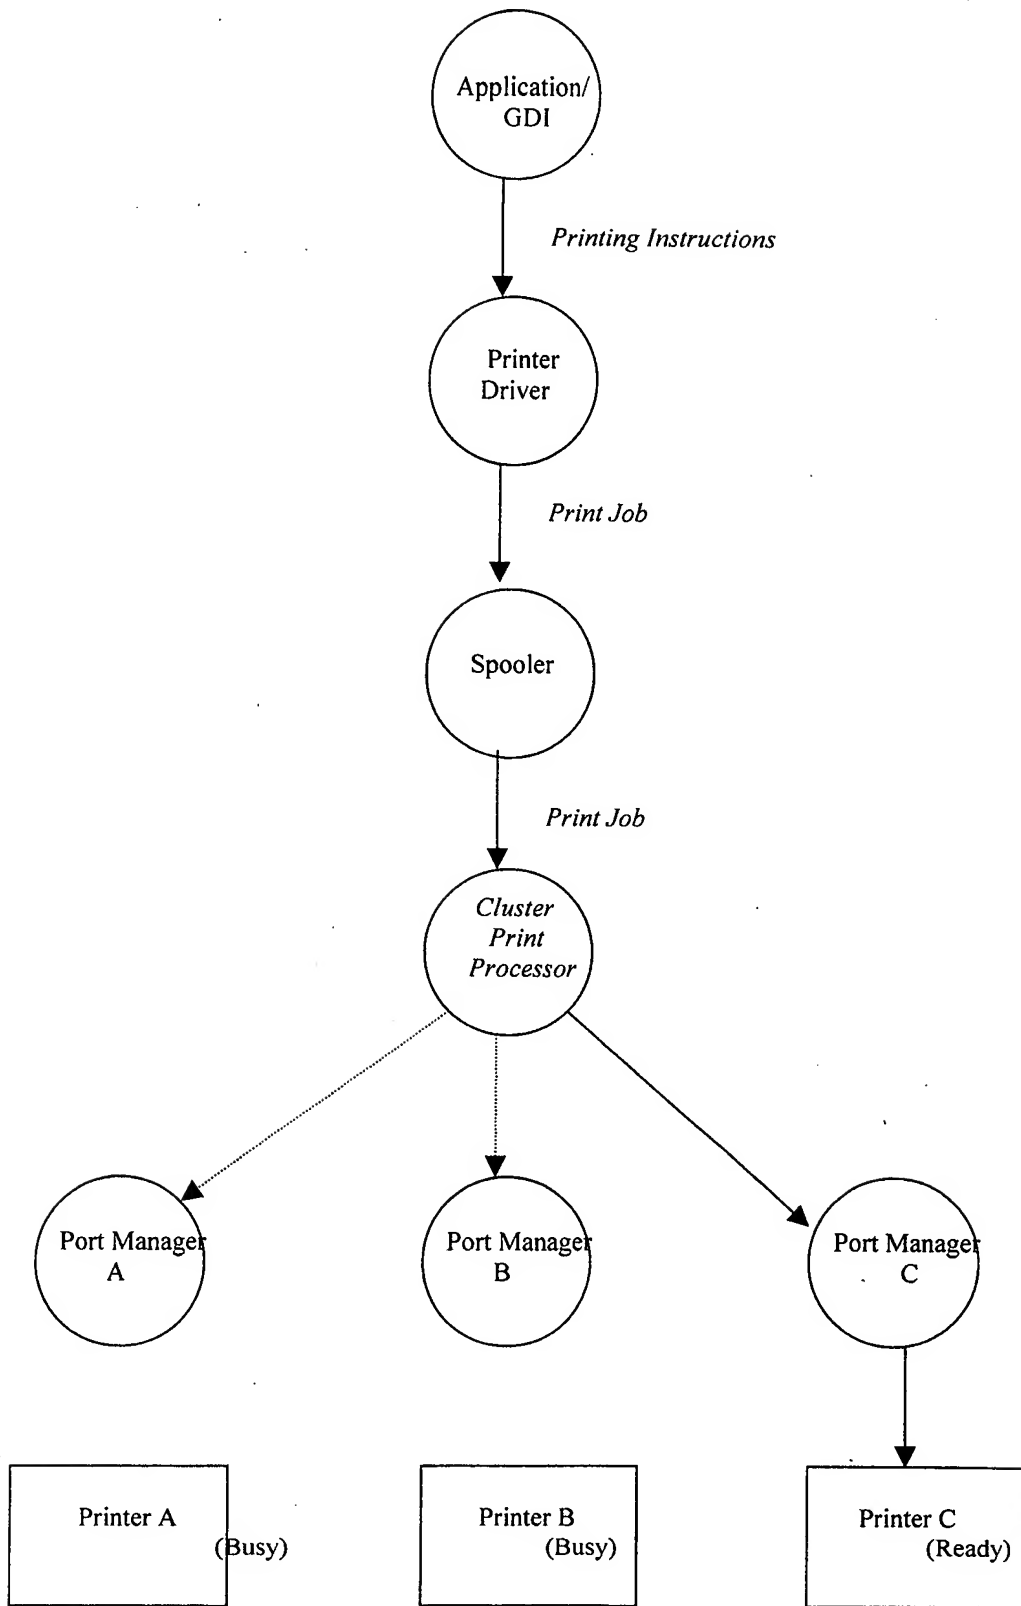 Application/
GDI
Printing Instructions
Printer
Driver
Print Job
Spooler
Print Job
Cluster
Print
Processor
Port Manager
A
Port Manager
B
Port Manager
C
Printer A
(Busy)
Printer B
(Busy)
Printer C
(Ready)